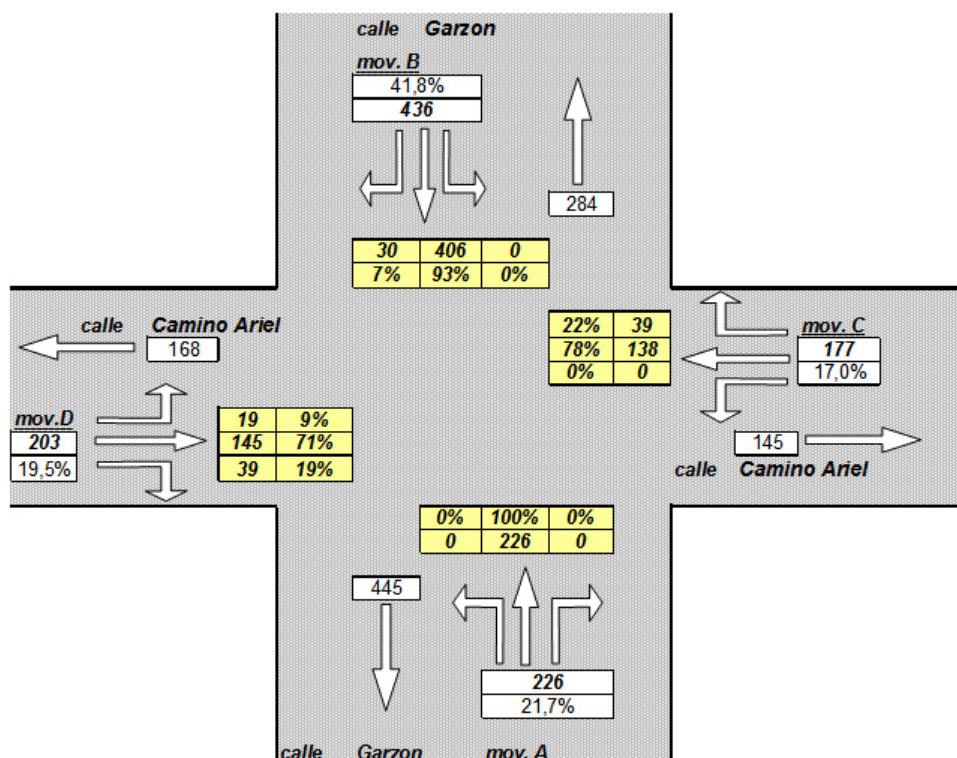 calle Garzon
mov. B
41,8%
436
284
30 406 0
7% 93% 0%
calle Camino Ariel
168
22% 39
78% 138
0% 0
mov. C
177
17,0%
mov.D
203
19,5%
19 9%
145 71%
39 19%
145
calle Camino Ariel
0% 100% 0%
0 226 0
445
226
21,7%
calle Garzon mov. A